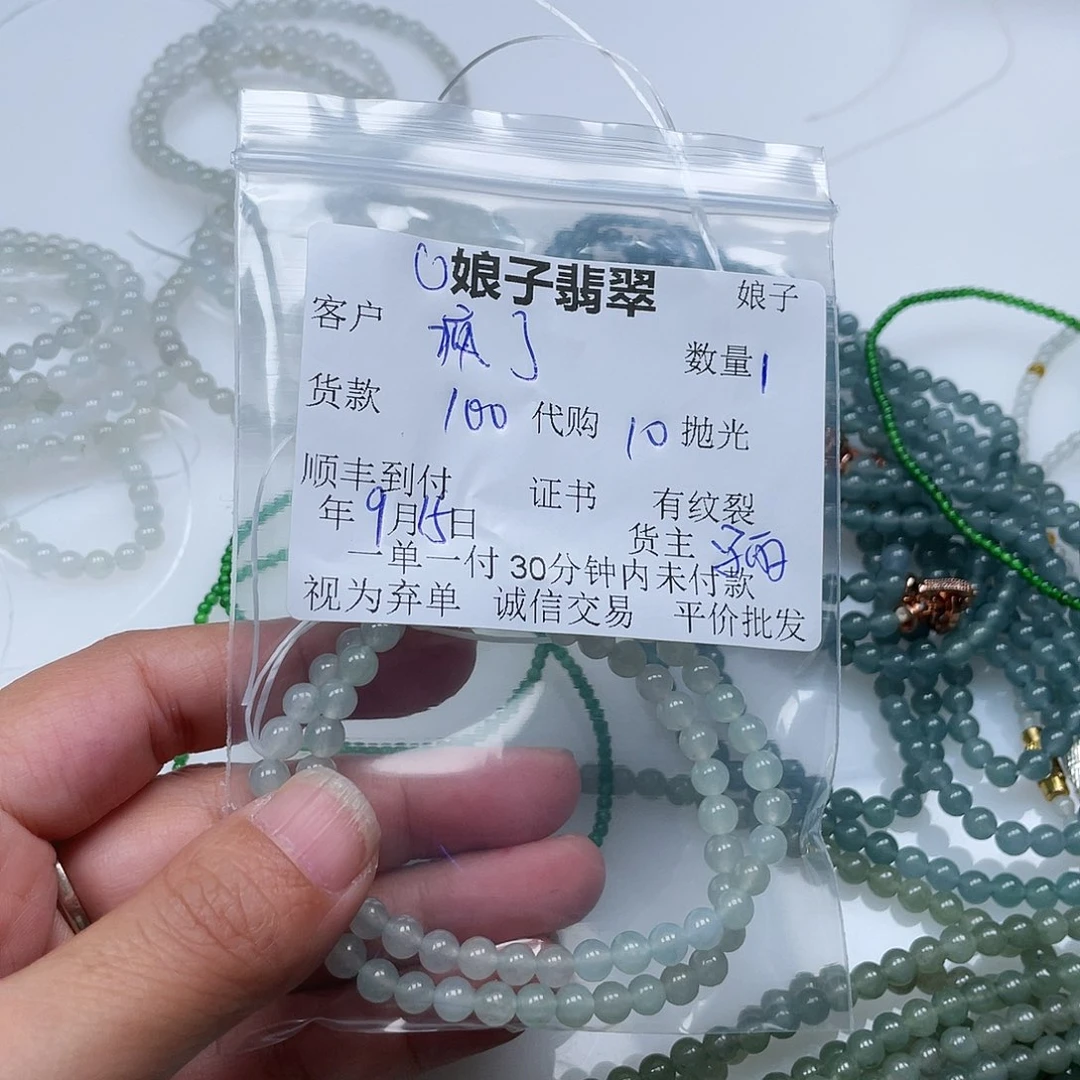 娘子翡翠 娘子
客户 疯了 数量 1
货款 100 代购 10 抛光
顺丰到付 证书 有纹裂
年 9月15日 货主
一单一付 30分钟内未付款
视为弃单 诚信交易 平价批发